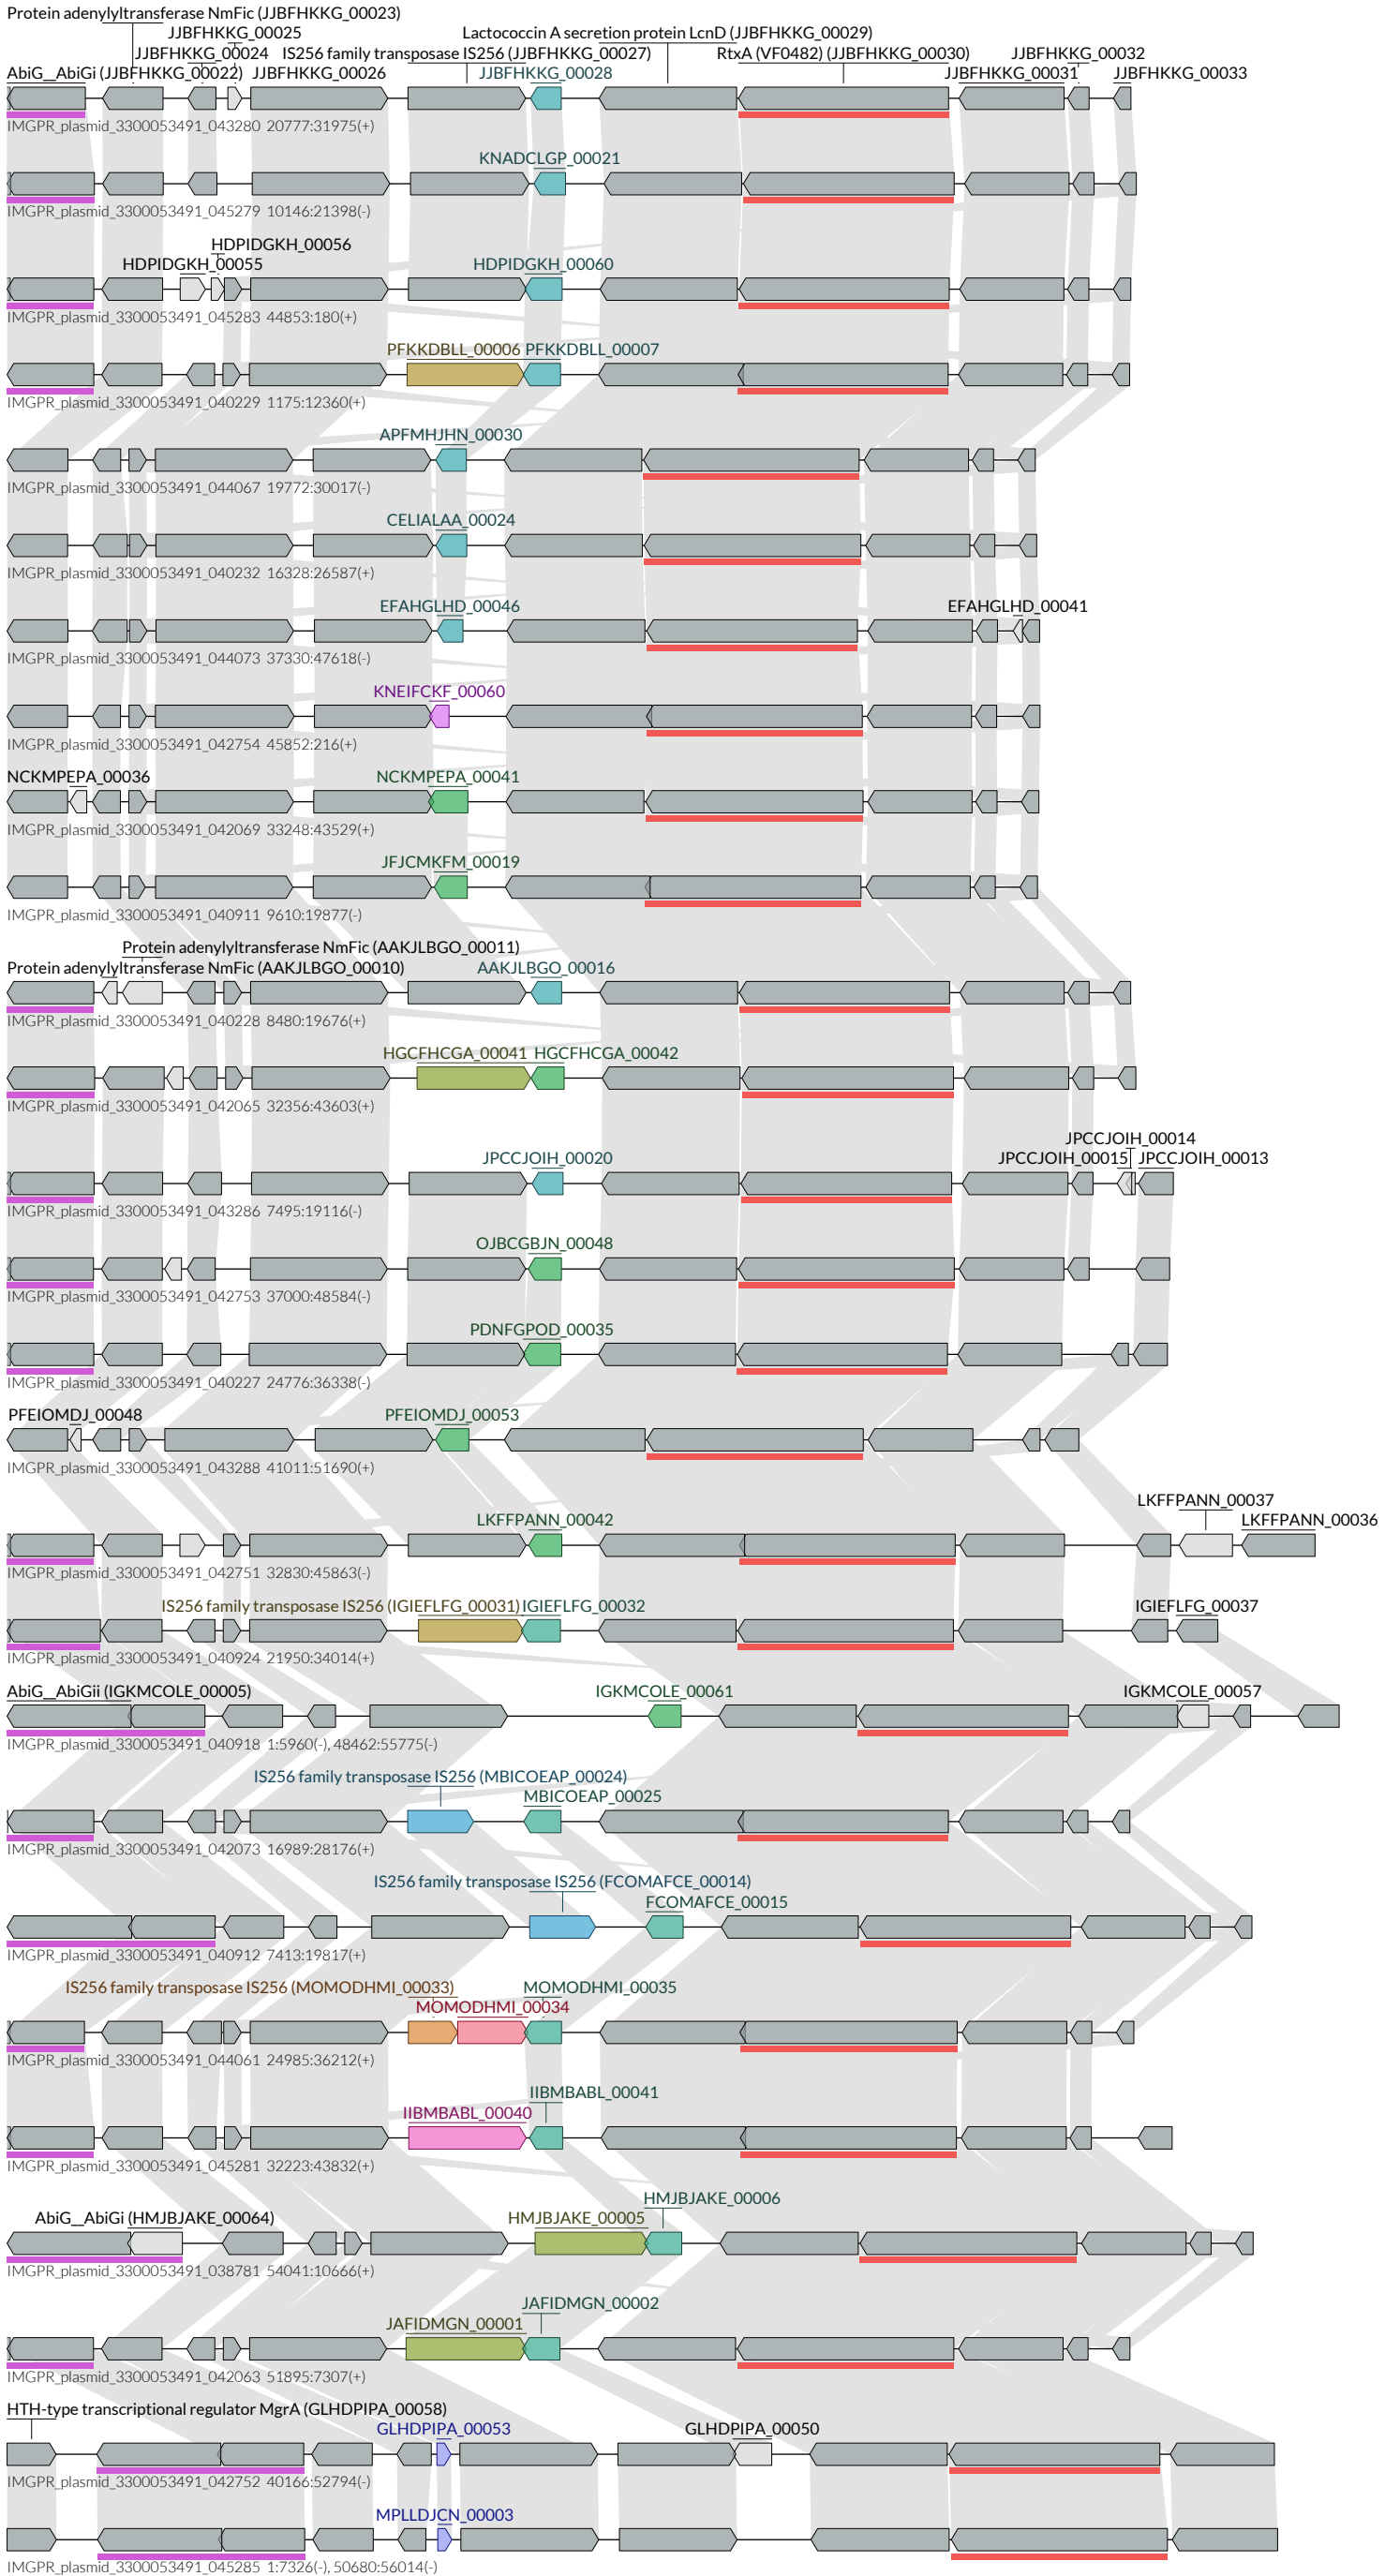 Protein adenylyltransferase NmFic (JJBFHKKG_00023)
JJBFHKKG_00025 Lactococcin A secretion protein LcnD (JJBFHKKG_00029)
JJBFHKKG_00024 IS256 family transposase IS256 (JJBFHKKG_00027) RtxA (VF0482) (JJBFHKKG_00030) JJBFHKKG_00032
AbiG__AbiGi (JJBFHKKG_00022) JJBFHKKG_00026 JJBFHKKG_00028 JJBFHKKG_00031 JJBFHKKG_00033
IMGPR_plasmid_3300053491_043280 20777:31975(+)
KNADCLGP_00021
IMGPR_plasmid_3300053491_045279 10146:21398(-)
HDPIDGKH_00056
HDPIDGKH_00055 HDPIDGKH_00060
IMGPR_plasmid_3300053491_045283 44853:180(+)
PFKKDBLL_00006 PFKKDBLL_00007
IMGPR_plasmid_3300053491_040229 1175:12360(+)
APFMHJHN_00030
IMGPR_plasmid_3300053491_044067 19772:30017(-)
CELIALAA_00024
IMGPR_plasmid_3300053491_040232 16328:26587(+)
EFAHGLHD_00046 EFAHGLHD_00041
IMGPR_plasmid_3300053491_044073 37330:47618(-)
KNEIFCKF_00060
IMGPR_plasmid_3300053491_042754 45852:216(+)
NCKMPEPA_00036 NCKMPEPA_00041
IMGPR_plasmid_3300053491_042069 33248:43529(+)
JFJCMKFM_00019
IMGPR_plasmid_3300053491_040911 9610:19877(-)
Protein adenylyltransferase NmFic (AAKJLBGO_00011)
Protein adenylyltransferase NmFic (AAKJLBGO_00010) AAKJLBGO_00016
IMGPR_plasmid_3300053491_040228 8480:19676(+)
HGCFHCGA_00041 HGCFHCGA_00042
IMGPR_plasmid_3300053491_042065 32356:43603(+)
JPCCJOIH_00014
JPCCJOIH_00020 JPCCJOIH_00015 JPCCJOIH_00013
IMGPR_plasmid_3300053491_043286 7495:19116(-)
OJBCGBJN_00048
IMGPR_plasmid_3300053491_042753 37000:48584(-)
PDNFGPOD_00035
IMGPR_plasmid_3300053491_040227 24776:36338(-)
PFEIOMDJ_00048 PFEIOMDJ_00053
IMGPR_plasmid_3300053491_043288 41011:51690(+)
LKFFPANN_00037
LKFFPANN_00042 LKFFPANN_00036
IMGPR_plasmid_3300053491_042751 32830:45863(-)
IS256 family transposase IS256 (IGIEFLFG_00031) IGIEFLFG_00032 IGIEFLFG_00037
IMGPR_plasmid_3300053491_040924 21950:34014(+)
AbiG__AbiGii (IGKMCOLE_00005) IGKMCOLE_00061 IGKMCOLE_00057
IMGPR_plasmid_3300053491_040918 1:5960(-), 48462:55775(-)
IS256 family transposase IS256 (MBICOEAP_00024)
MBICOEAP_00025
IMGPR_plasmid_3300053491_042073 16989:28176(+)
IS256 family transposase IS256 (FCOMAFCE_00014)
FCOMAFCE_00015
IMGPR_plasmid_3300053491_040912 7413:19817(+)
IS256 family transposase IS256 (MOMODHMI_00033) MOMODHMI_00035
MOMODHMI_00034
IMGPR_plasmid_3300053491_044061 24985:36212(+)
IIBMBABL_00041
IIBMBABL_00040
IMGPR_plasmid_3300053491_045281 32223:43832(+)
HMJBJAKE_00006
AbiG__AbiGi (HMJBJAKE_00064) HMJBJAKE_00005
IMGPR_plasmid_3300053491_038781 54041:10666(+)
JAFIDMGN_00002
JAFIDMGN_00001
IMGPR_plasmid_3300053491_042063 51895:7307(+)
HTH-type transcriptional regulator MgrA (GLHDPIPA_00058)
GLHDPIPA_00053 GLHDPIPA_00050
IMGPR_plasmid_3300053491_042752 40166:52794(-)
MPLLDJCN_00003
IMGPR_plasmid_3300053491_045285 1:7326(-), 50680:56014(-)